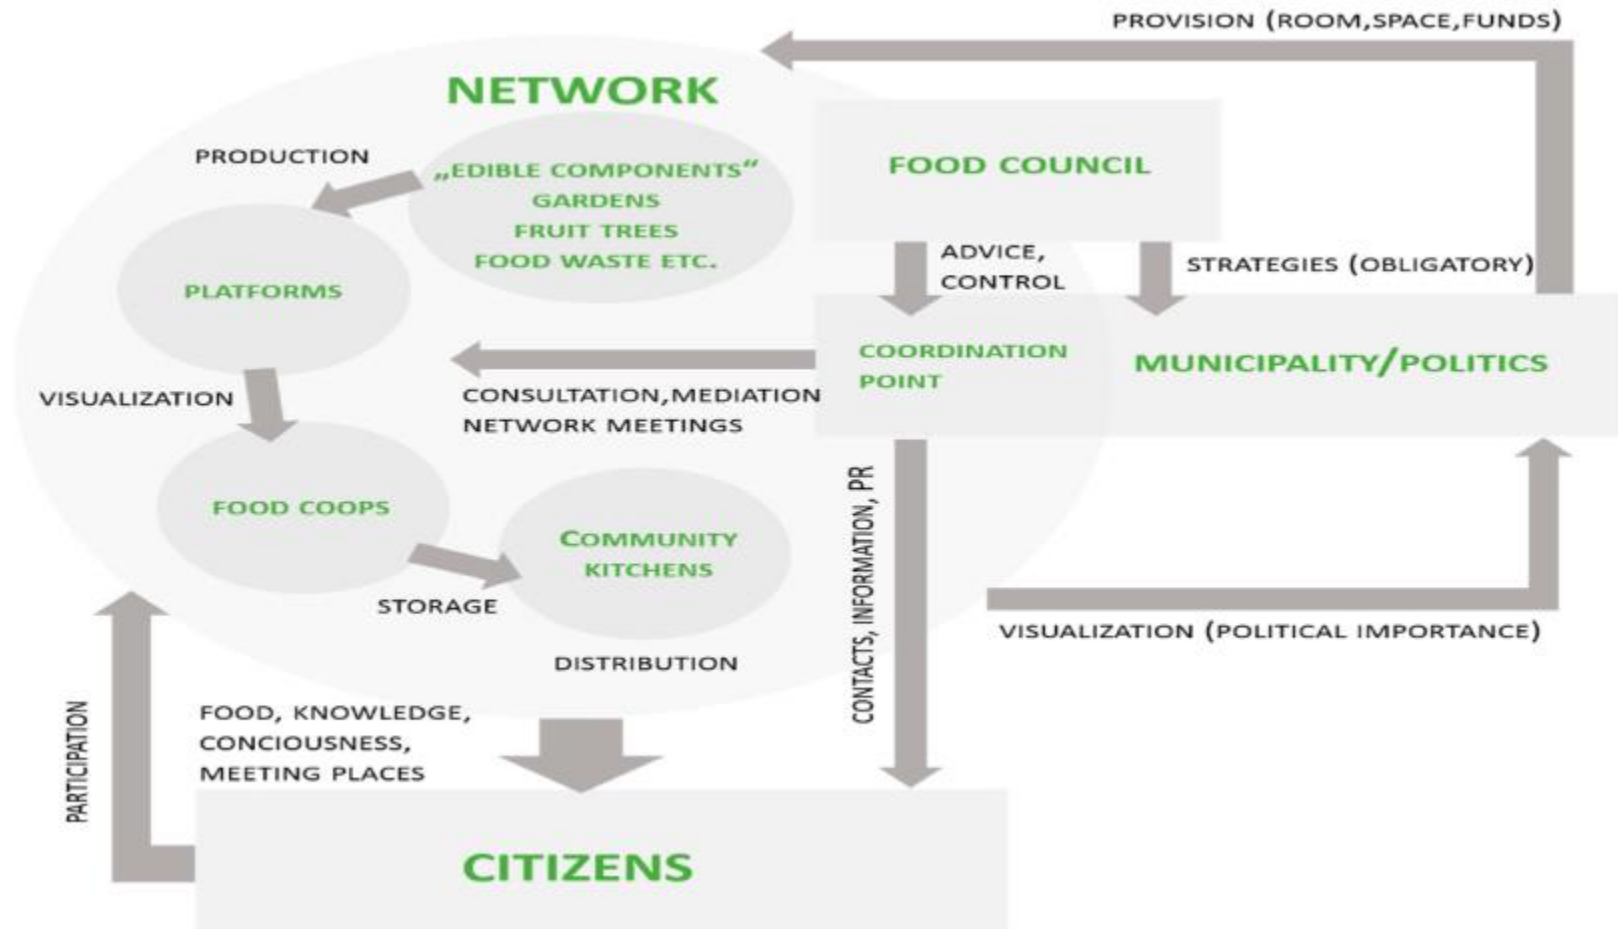 PROVISION (ROOM,SPACE,FUNDS)
NETWORK
PRODUCTION
„EDIBLE COMPONENTS“
GARDENS
FRUIT TREES
FOOD WASTE ETC.
FOOD COUNCIL
ADVICE,
CONTROL
STRATEGIES (OBLIGATORY)
PLATFORMS
COORDINATION
POINT
MUNICIPALITY/POLITICS
VISUALIZATION
CONSULTATION,MEDIATION
NETWORK MEETINGS
FOOD COOPS
COMMUNITY
KITCHENS
STORAGE
CONTACTS, INFORMATION, PR
VISUALIZATION (POLITICAL IMPORTANCE)
DISTRIBUTION
PARTICIPATION
FOOD, KNOWLEDGE,
CONCIOUSNESS,
MEETING PLACES
CITIZENS